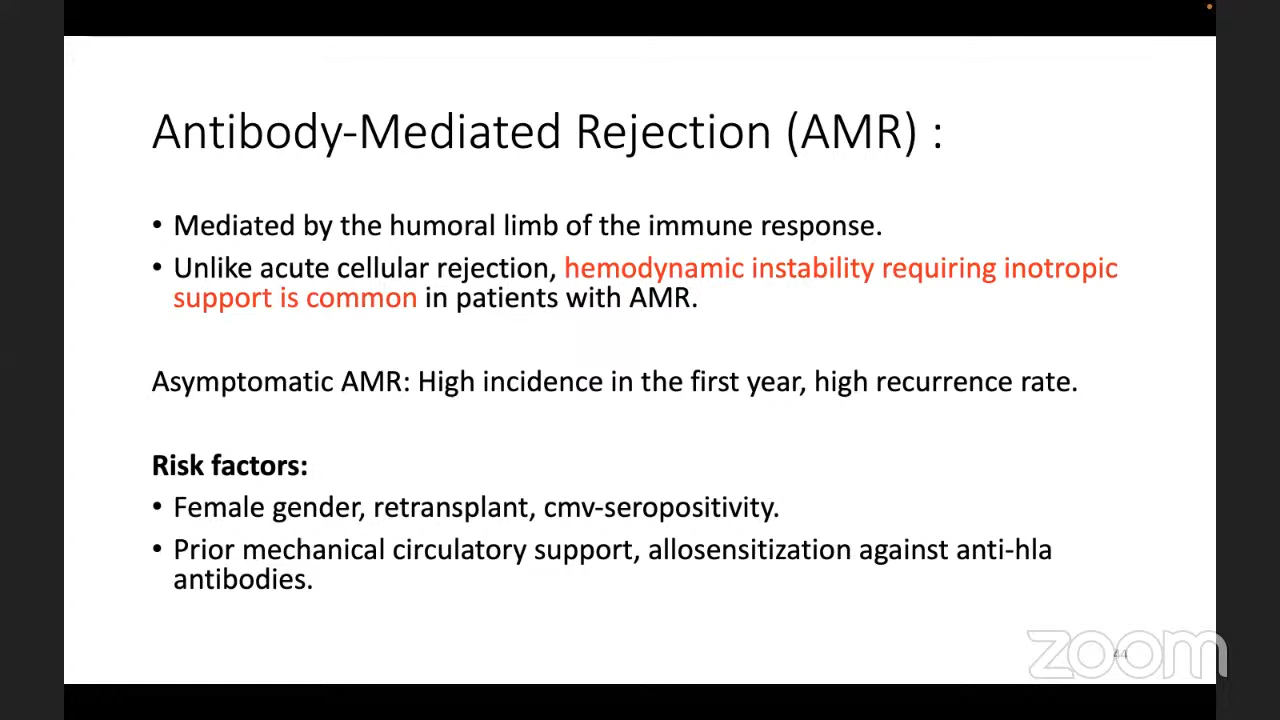 Antibody-Mediated Rejection (AMR) :
• Mediated by the humoral limb of the immune response.
• Unlike acute cellular rejection, hemodynamic instability requiring inotropic
support is common in patients with AMR.
Asymptomatic AMR: High incidence in the first year, high recurrence rate.
Risk factors:
• Female gender, retransplant, cmv-seropositivity.
• Prior mechanical circulatory support, allosensitization against anti-hla
antibodies.
44
zoom